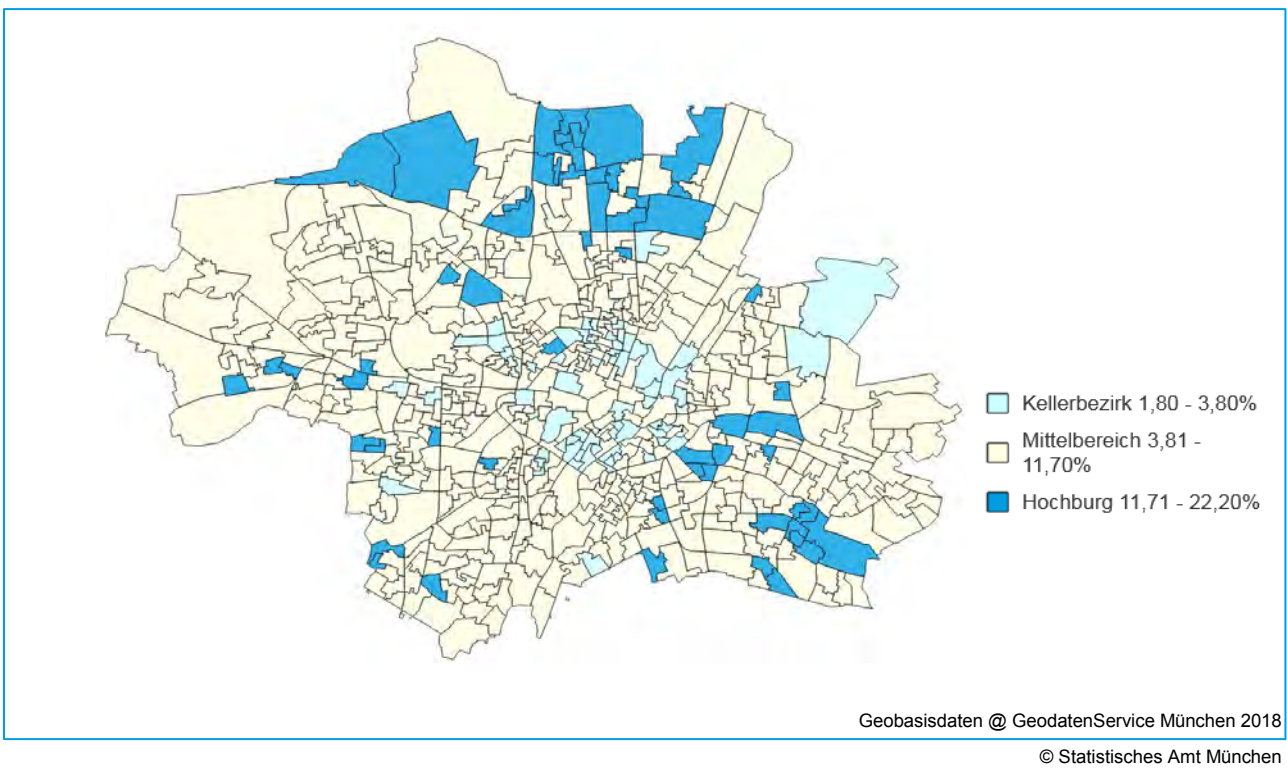 Kellerbezirk 1,80 - 3,80%
Mittelbereich 3,81 -
11,70%
Hochburg 11,71 - 22,20%
Geobasisdaten @ GeodatenService München 2018
© Statistisches Amt München